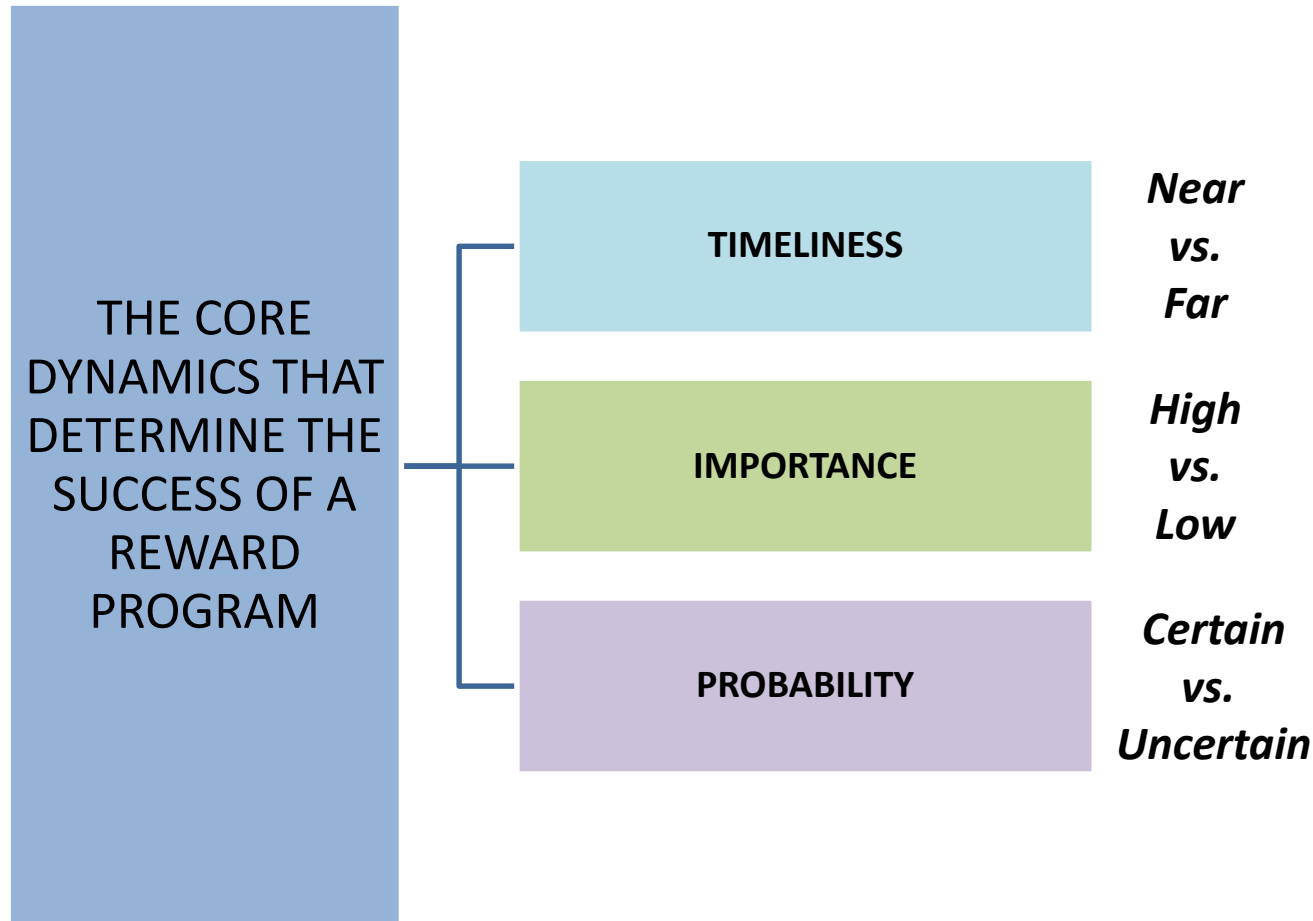 THE CORE
DYNAMICS THAT
DETERMINE THE
SUCCESS OF A
REWARD
PROGRAM
TIMELINESS
Near
vs.
Far
IMPORTANCE
High
vs.
Low
PROBABILITY
Certain
vs.
Uncertain